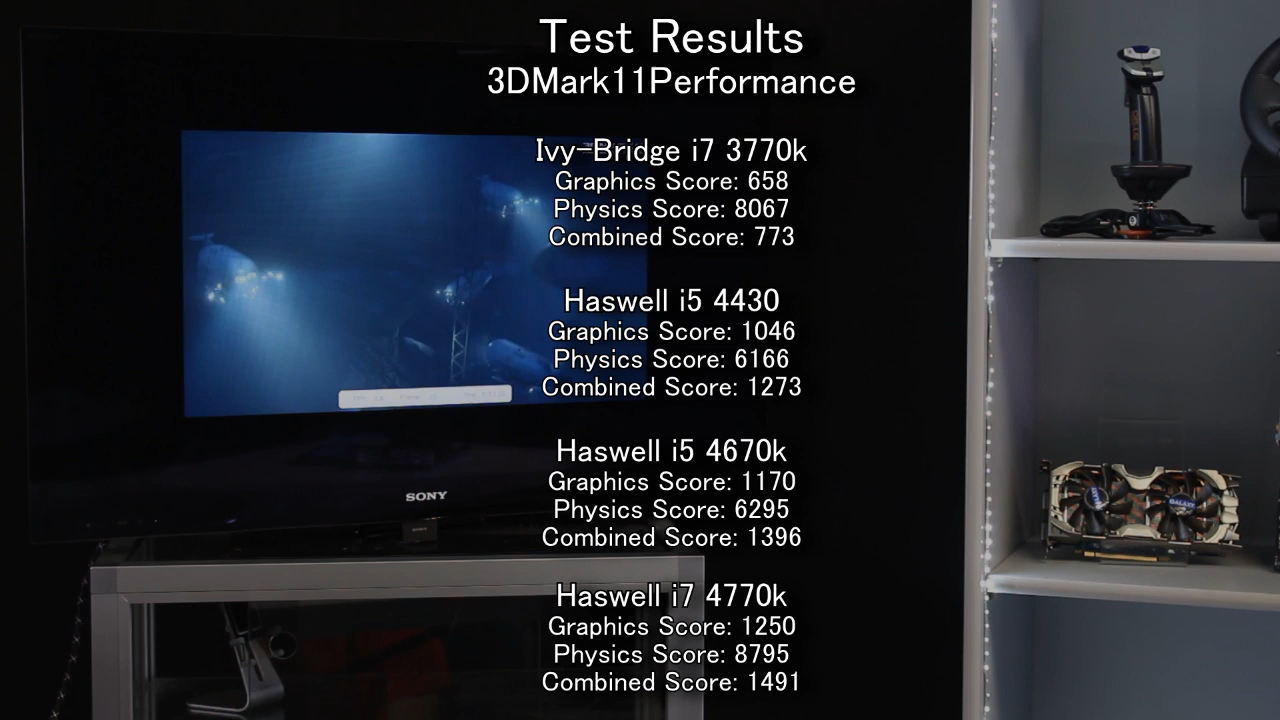 Test Results
3DMark11Performance
Ivy-Bridge i7 3770k
Graphics Score: 658
Physics Score: 8067
Combined Score: 773
Haswell i5 4430
Graphics Score: 1046
Physics Score: 6166
Combined Score: 1273
Haswell i5 4670k
Graphics Score: 1170
Physics Score: 6295
Combined Score: 1396
Haswell i7 4770k
Graphics Score: 1250
Physics Score: 8795
Combined Score: 1491
SONY
GALAXY